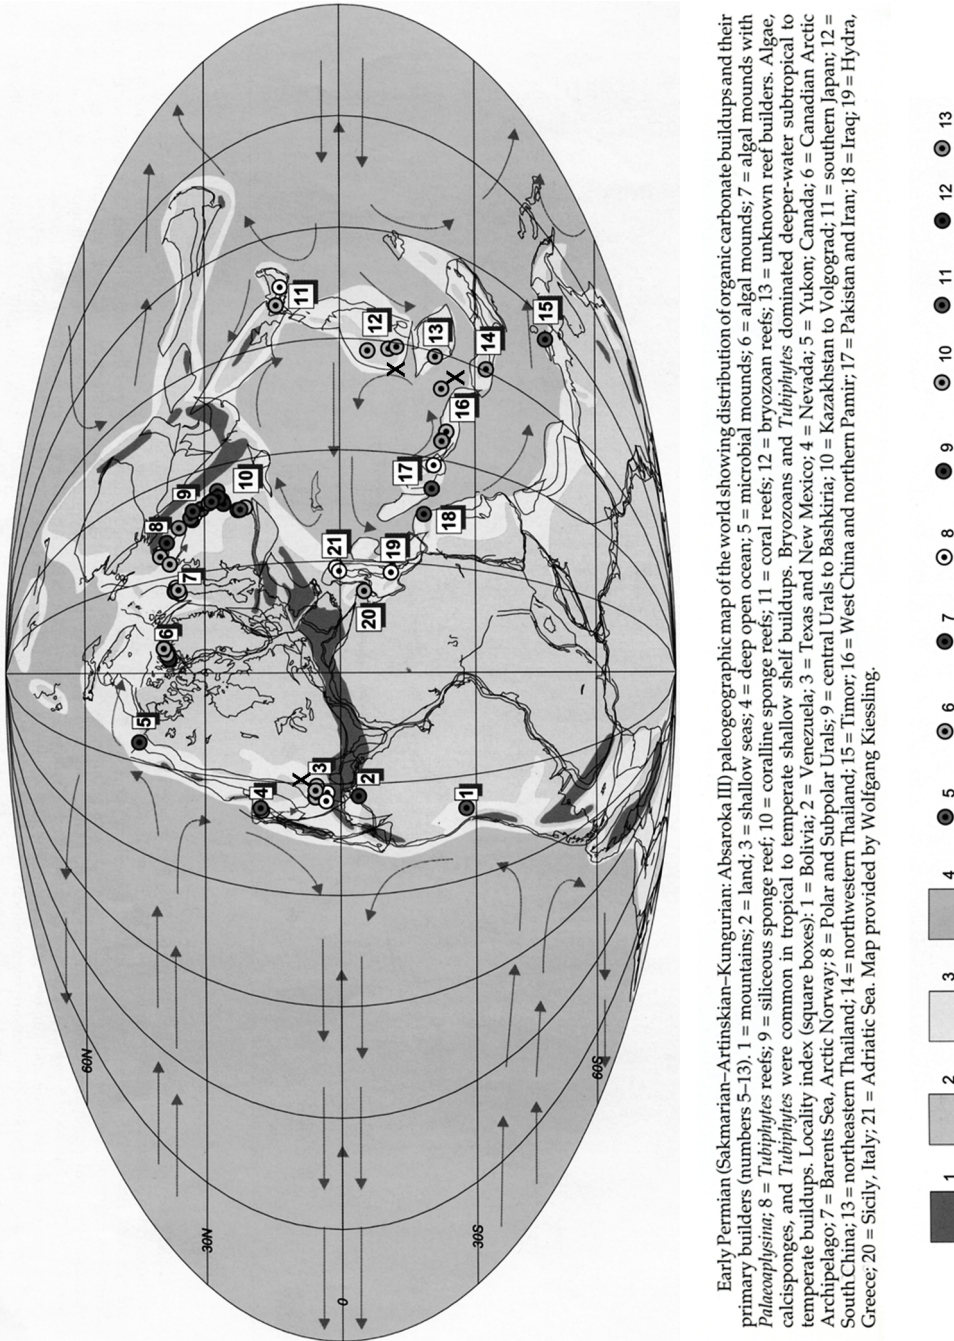 60N
30N
0
30S
60S
1
2
3
4
5
6
7
8
9
10
11
12
13
14
15
16
17
18
19
20
21
X
X
X
Early Permian (Sakmarian–Artinskian–Kungurian: Absaroka III) paleogeographic map of the world showing distribution of organic carbonate buildups and their
primary builders (numbers 5–13). 1 = mountains; 2 = land; 3 = shallow seas; 4 = deep open ocean; 5 = microbial mounds; 6 = algal mounds; 7 = algal mounds with
Palaeoaplysina; 8 = Tubiphytes reefs; 9 = siliceous sponge reef; 10 = coralline sponge reefs; 11 = coral reefs; 12 = bryozoan reefs; 13 = unknown reef builders. Algae,
calcisponges, and Tubiphytes were common in tropical to temperate shallow shelf buildups. Bryozoans and Tubiphytes dominated deeper-water subtropical to
temperate buildups. Locality index (square boxes): 1 = Bolivia; 2 = Venezuela; 3 = Texas and New Mexico; 4 = Nevada; 5 = Yukon; Canada; 6 = Canadian Arctic
Archipelago; 7 = Barents Sea, Arctic Norway; 8 = Polar and Subpolar Urals; 9 = central Urals to Bashkiria; 10 = Kazakhstan to Volgograd; 11 = southern Japan; 12 =
South China; 13 = northeastern Thailand; 14 = northwestern Thailand; 15 = Timor; 16 = West China and northern Pamir; 17 = Pakistan and Iran; 18 = Iraq; 19 = Hydra,
Greece; 20 = Sicily, Italy; 21 = Adriatic Sea. Map provided by Wolfgang Kiessling.
1 2 3 4 5 6 7 8 9 10 11 12 13